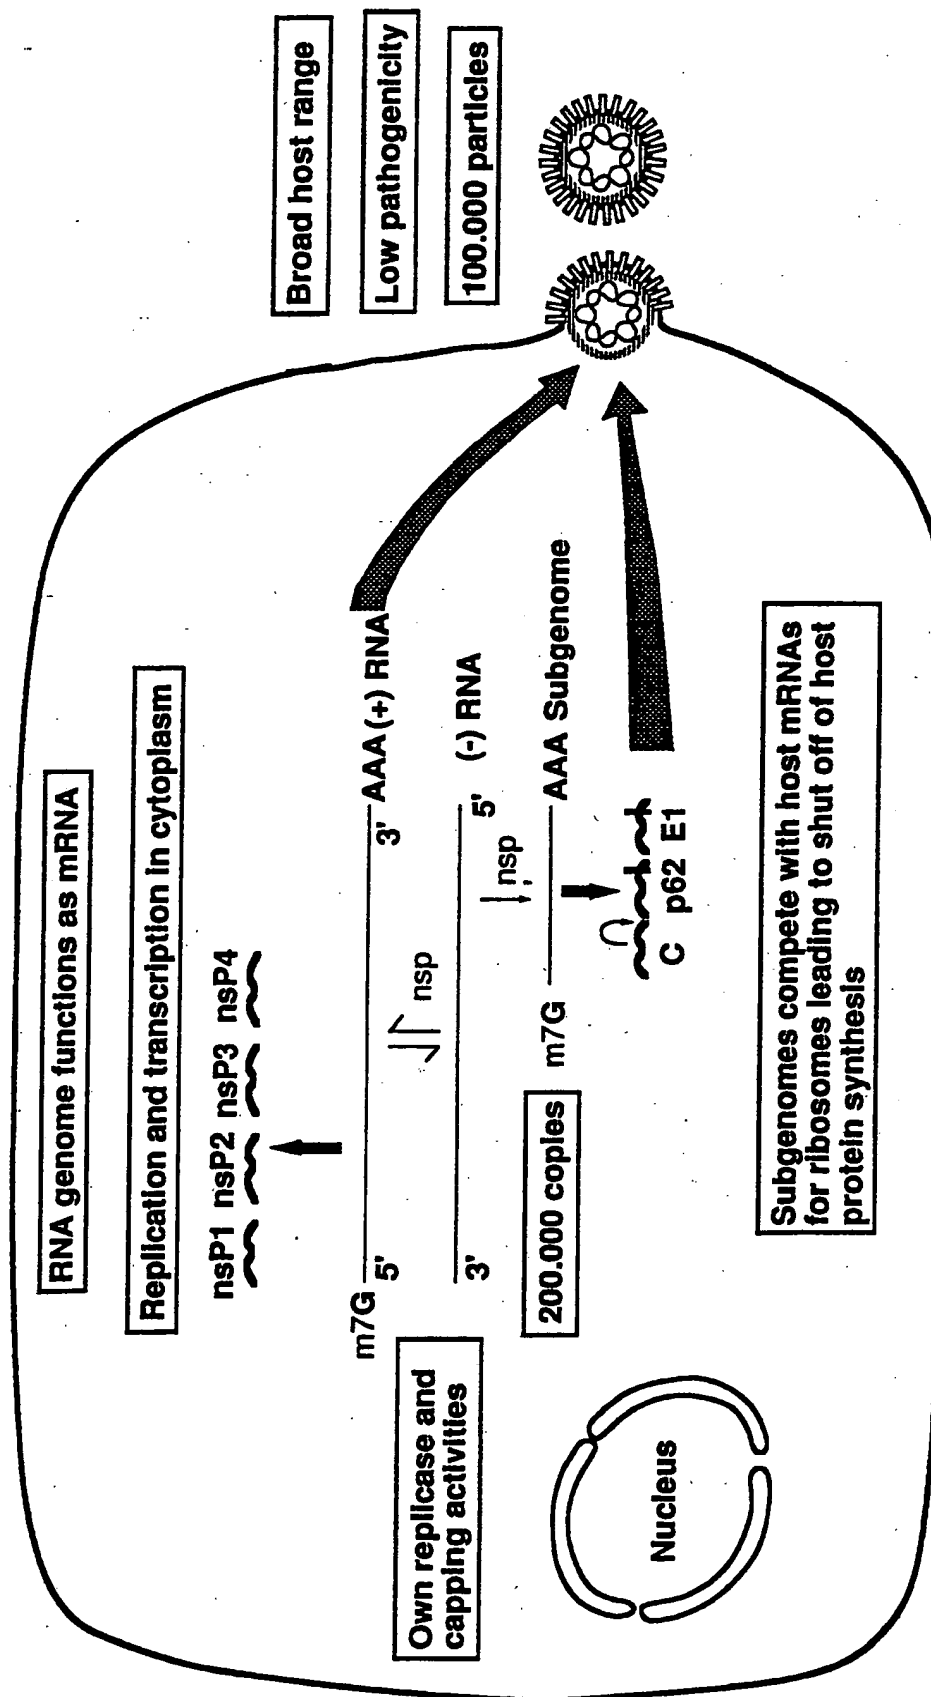 RNA genome functions as mRNA
Replication and transcription in cytoplasm
nsP1 nsP2 nsP3 nsP4
m7G
5'
3'
AAA (+) RNA
nsp
3'
5'
(-) RNA
nsp
m7G
AAA Subgenome
Own replicase and
capping activities
200.000 copies
C p62 E1
Nucleus
Subgenomes compete with host mRNAs
for ribosomes leading to shut off of host
protein synthesis
Broad host range
Low pathogenicity
100.000 particles